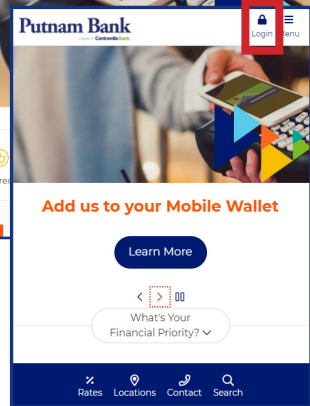 Putnam Bank
Centreville Bank
Login
Menu
Add us to your Mobile Wallet
Learn More
What's Your
Financial Priority?
Rates
Locations
Contact
Search